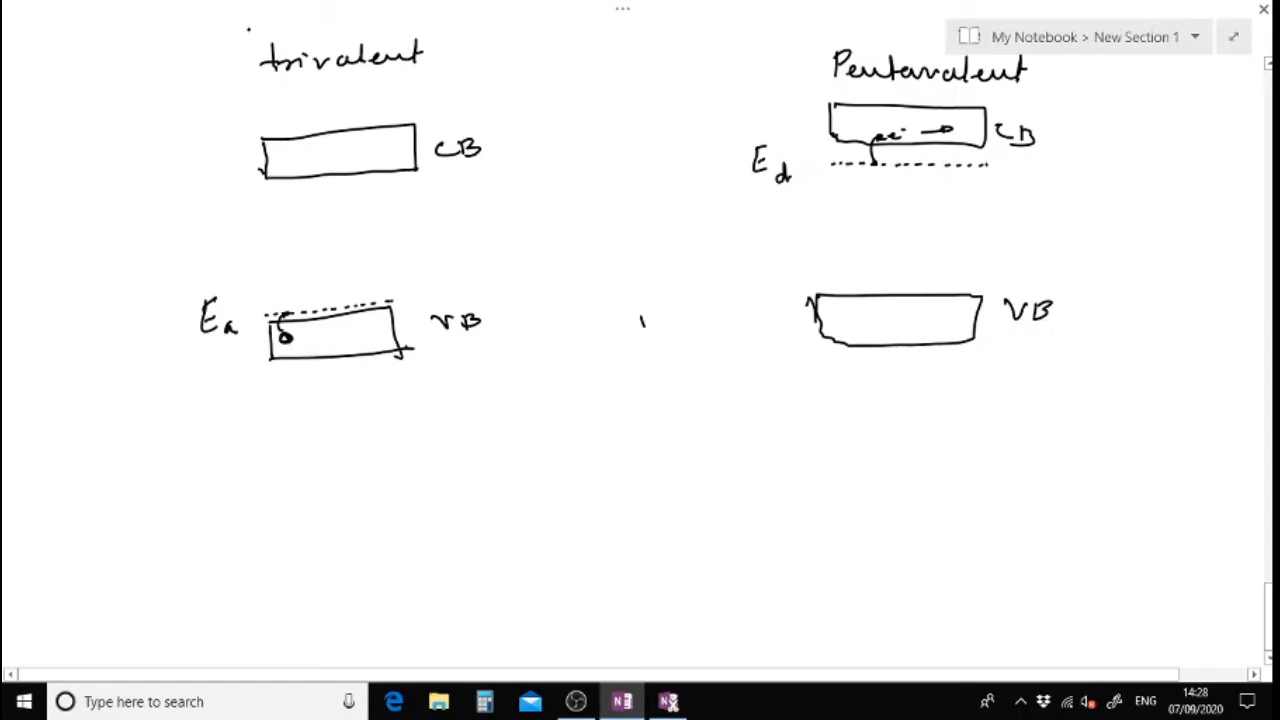 My Notebook > New Section 1
trivalent
Pentavalent
CB
CB
Ed
Ea
VB
VB
Type here to search
ENG
14:28
07/09/2020